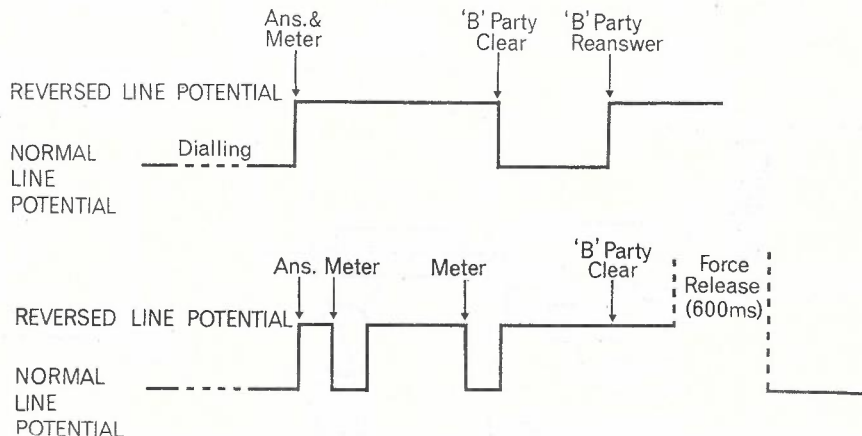 Ans.&
Meter
'B' Party
Clear
'B' Party
Reanswer
REVERSED LINE POTENTIAL
NORMAL
LINE
POTENTIAL
Dialling
Ans. Meter
Meter
'B' Party
Clear
Force
Release
(600ms)
REVERSED LINE POTENTIAL
NORMAL
LINE
POTENTIAL